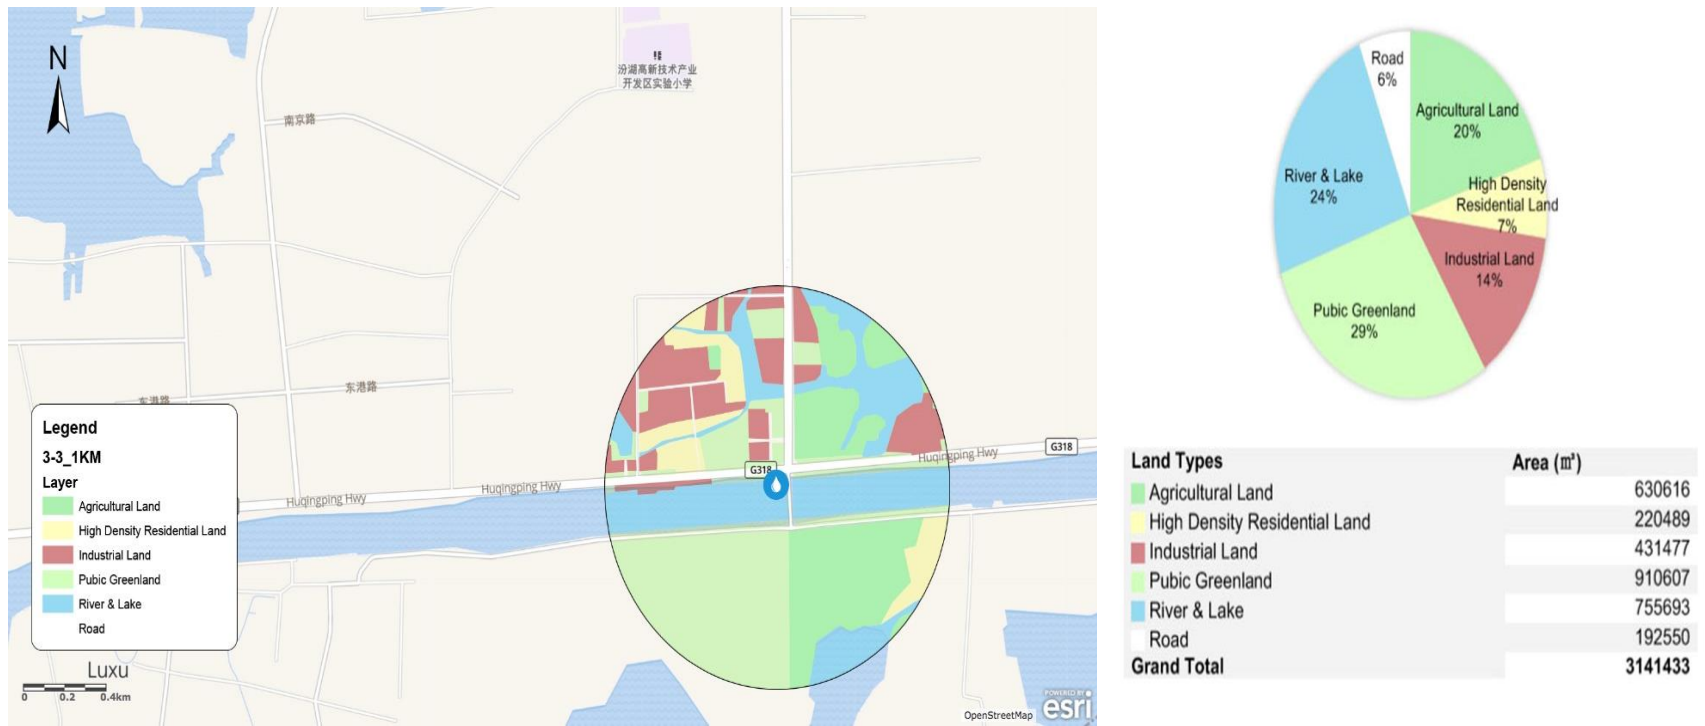 N
汾湖高新技术产业
开发区实验小学
南京路
东港路
东港路
Legend
3-3_1KM
Layer
Agricultural Land
High Density Residential Land
Industrial Land
Pubic Greenland
River & Lake
Road
Huqingping Hwy
Huqingping Hwy
G318
Huqingping Hwy
G318
Luxu
0 0.2 0.4km
OpenStreetMap
POWERED BY
esri
Road
6%
Agricultural Land
20%
High Density
Residential Land
7%
Industrial Land
14%
Pubic Greenland
29%
River & Lake
24%
Land Types Area (㎡)
Agricultural Land 630616
High Density Residential Land 220489
Industrial Land 431477
Pubic Greenland 910607
River & Lake 755693
Road 192550
Grand Total 3141433